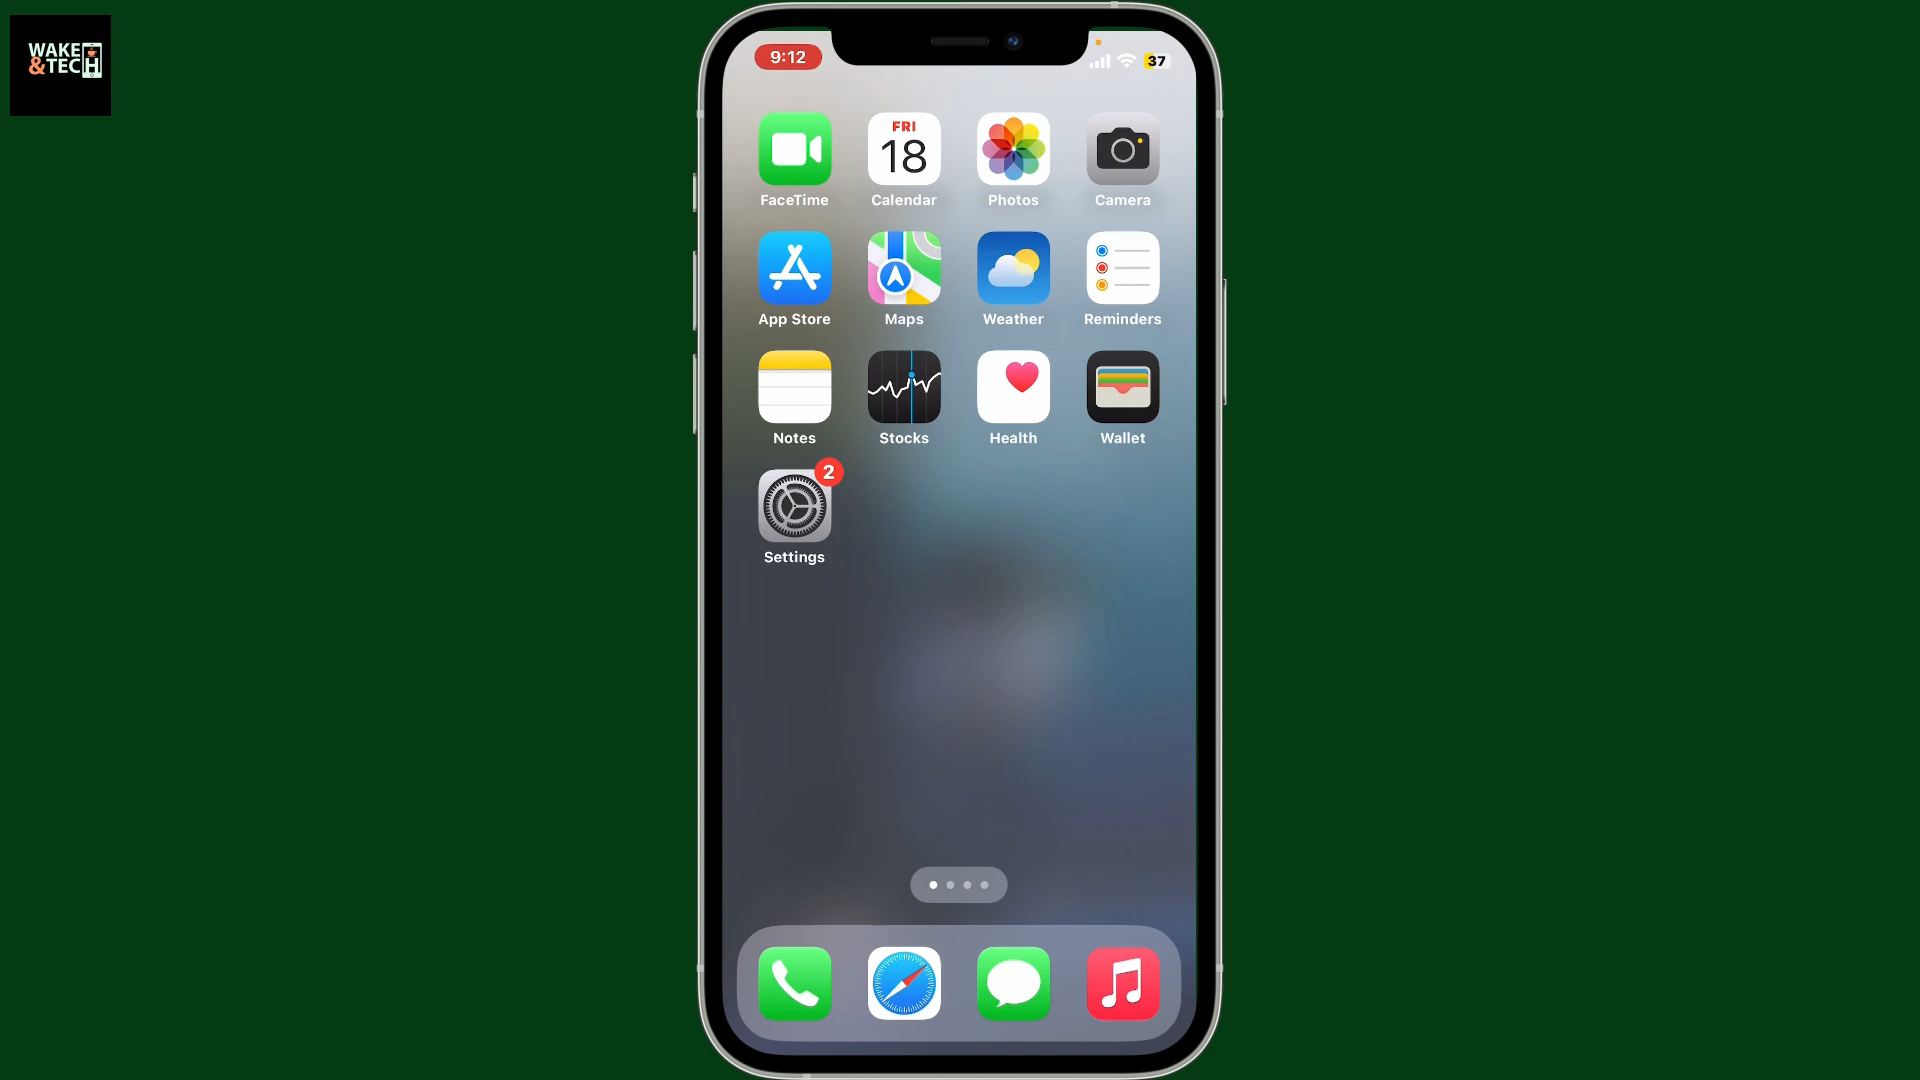 WAKE
&TECH
9:12
37
FRI
18
FaceTime
Calendar
Photos
Camera
App Store
Maps
Weather
Reminders
Notes
Stocks
Health
Wallet
2
Settings